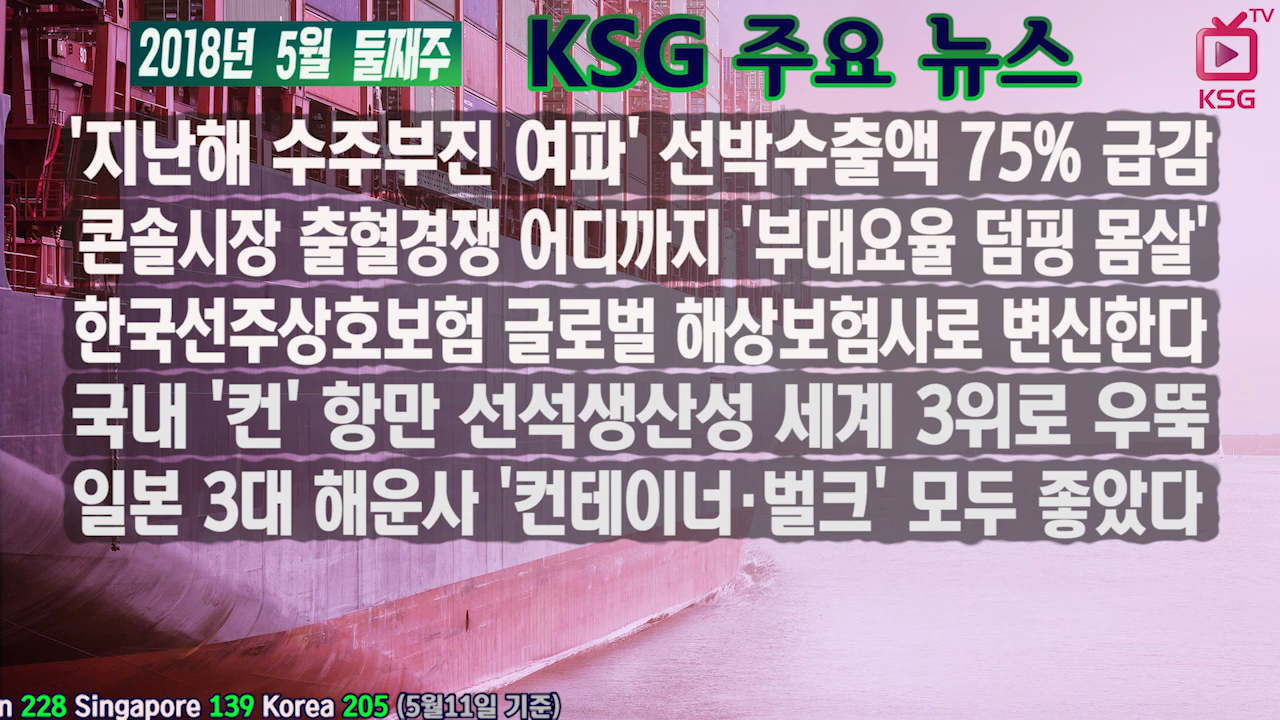 2018년 5월 둘째주
KSG 주요 뉴스
TV
KSG
'지난해 수주부진 여파' 선박수출액 75% 급감
콘솔시장 출혈경쟁 어디까지 '부대요율 덤핑 몸살'
한국선주상호보험 글로벌 해상보험사로 변신한다
국내 '컨' 항만 선석생산성 세계 3위로 우뚝
일본 3대 해운사 '컨테이너·벌크' 모두 좋았다
n 228 Singapore 139 Korea 205 (5월11일 기준)